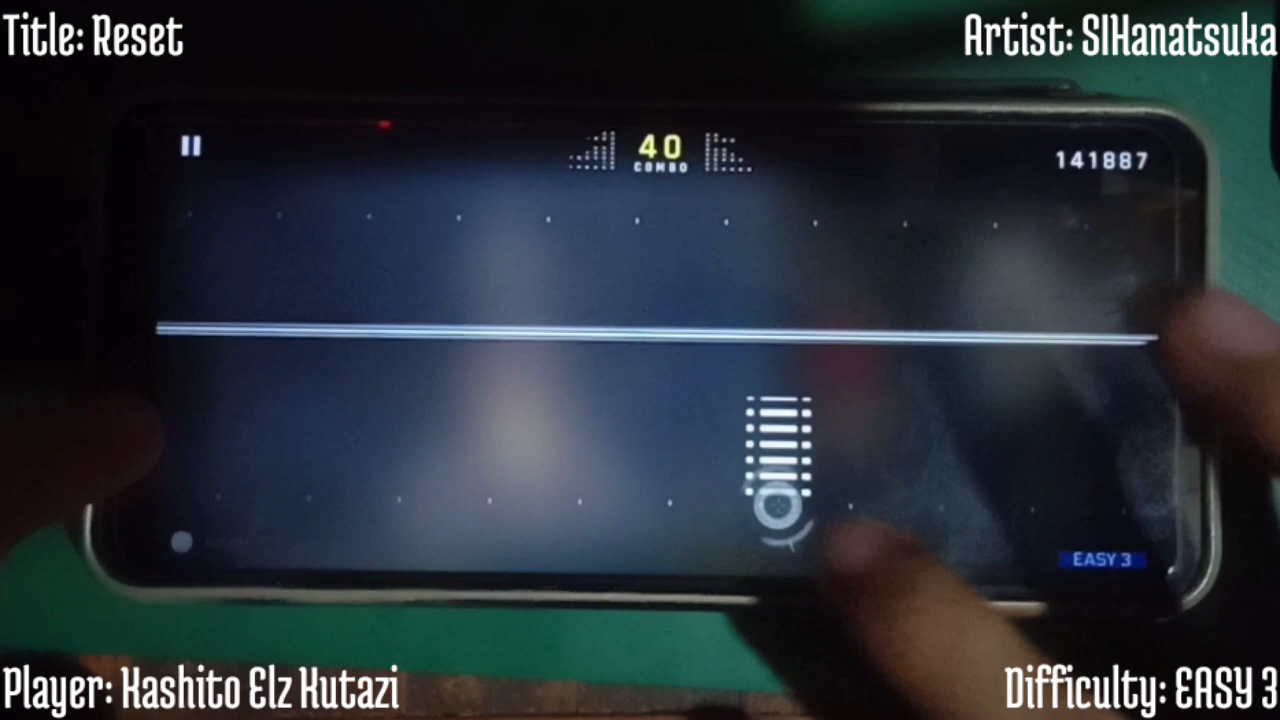 Title: Reset
Artist: SIHanatsuka
40
COMBO
141887
EASY 3
Player: Kashito Elz Kutazi
Difficulty: EASY 3